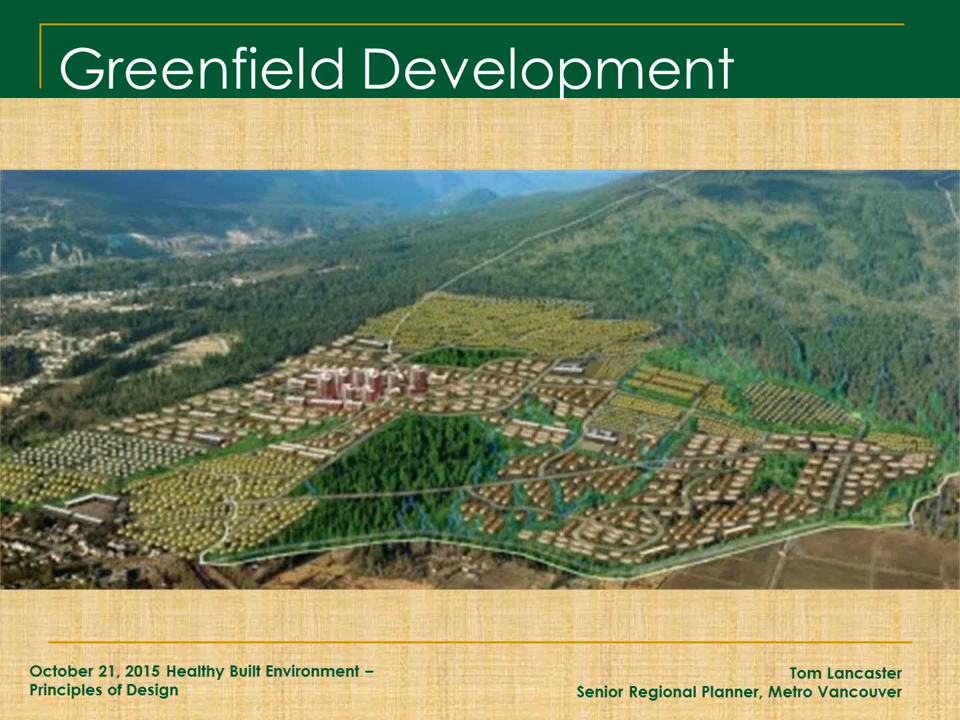 Greenfield Development
October 21, 2015 Healthy Built Environment –
Principles of Design
Tom Lancaster
Senior Regional Planner, Metro Vancouver